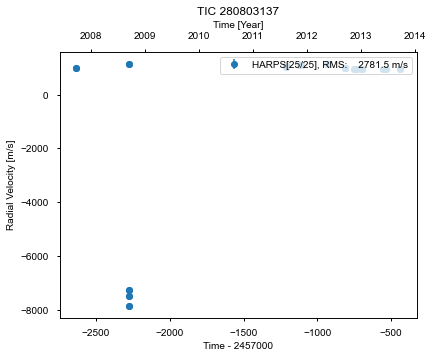 TIC 280803137
Time [Year]
2008 2009 2010 2011 2012 2013 2014
HARPS[25/25], RMS: 2781.5 m/s
Radial Velocity [m/s]
0
−2000
−4000
−6000
−8000
−2500 −2000 −1500 −1000 −500
Time - 2457000